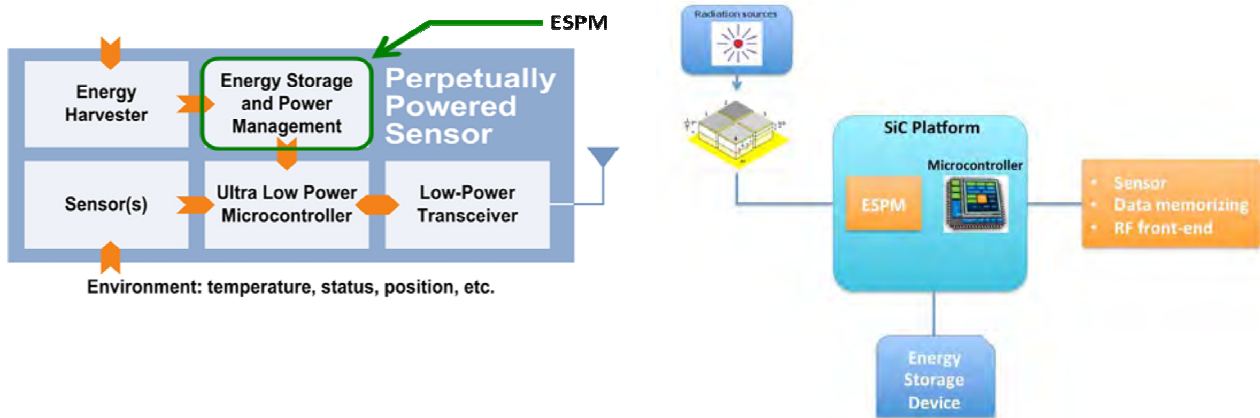 ESPM
Energy
Harvester
Energy Storage
and Power
Management
Perpetually
Powered
Sensor
Sensor(s)
Ultra Low Power
Microcontroller
Low-Power
Transceiver
Environment: temperature, status, position, etc.
Radiation sources
SiC Platform
Microcontroller
ESPM
• Sensor
• Data memorizing
• RF front-end
Energy
Storage
Device